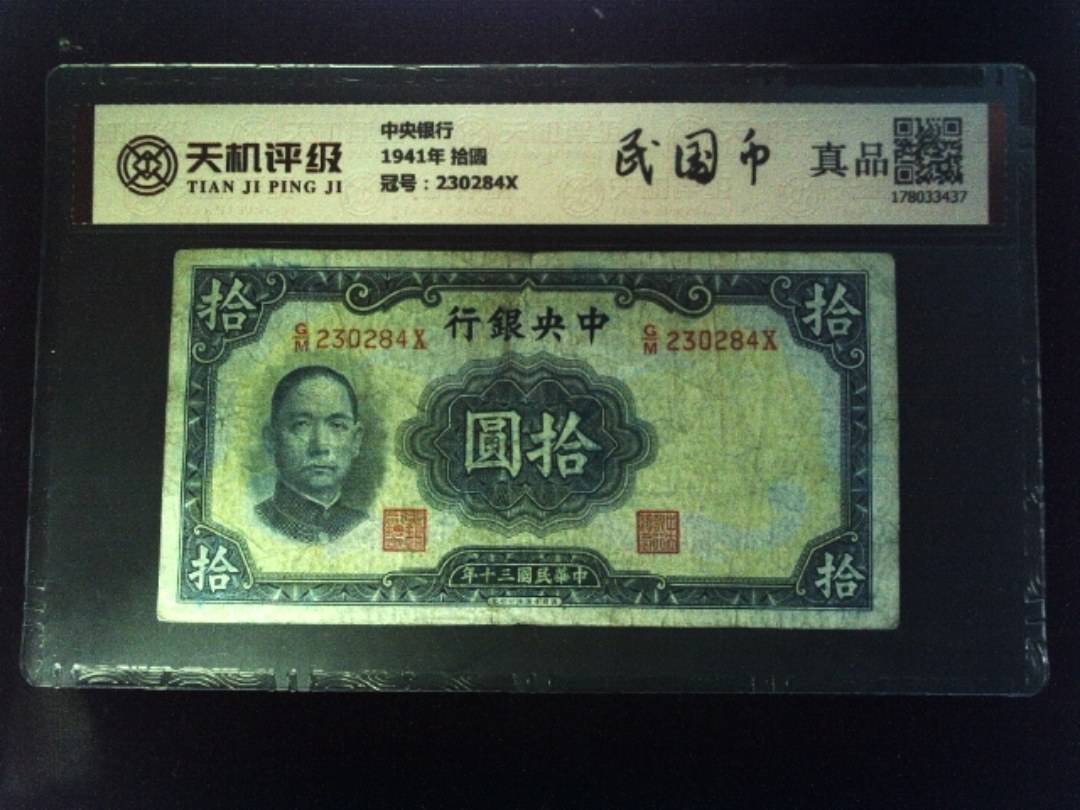 天机评级
TIAN JI PING JI
中央银行
1941年 拾圆
冠号：230284X
民国币
真品
178033437
拾
拾
行銀央中
G/M 230284X
G/M 230284X
圓拾
年十三國民華中
拾
拾